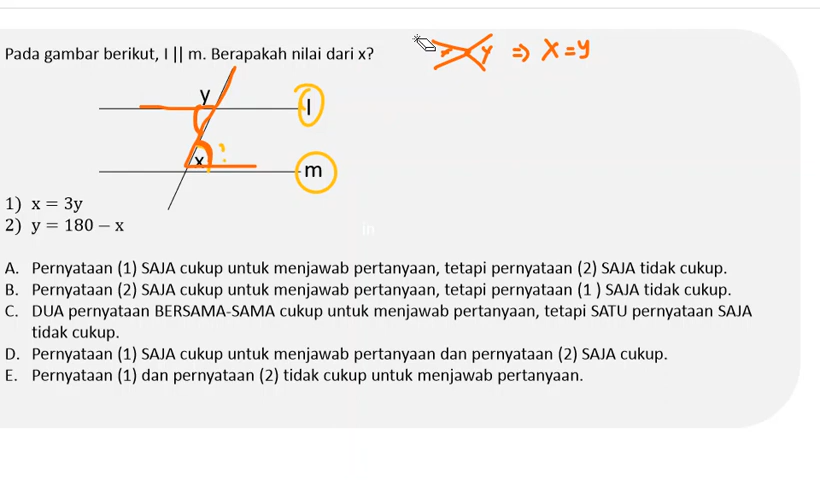 Pada gambar berikut, l || m. Berapakah nilai dari x?
y ⇒ x = y
y
l
x ?
m
1) x = 3y
2) y = 180 − x
in
A. Pernyataan (1) SAJA cukup untuk menjawab pertanyaan, tetapi pernyataan (2) SAJA tidak cukup.
B. Pernyataan (2) SAJA cukup untuk menjawab pertanyaan, tetapi pernyataan (1 ) SAJA tidak cukup.
C. DUA pernyataan BERSAMA-SAMA cukup untuk menjawab pertanyaan, tetapi SATU pernyataan SAJA
tidak cukup.
D. Pernyataan (1) SAJA cukup untuk menjawab pertanyaan dan pernyataan (2) SAJA cukup.
E. Pernyataan (1) dan pernyataan (2) tidak cukup untuk menjawab pertanyaan.